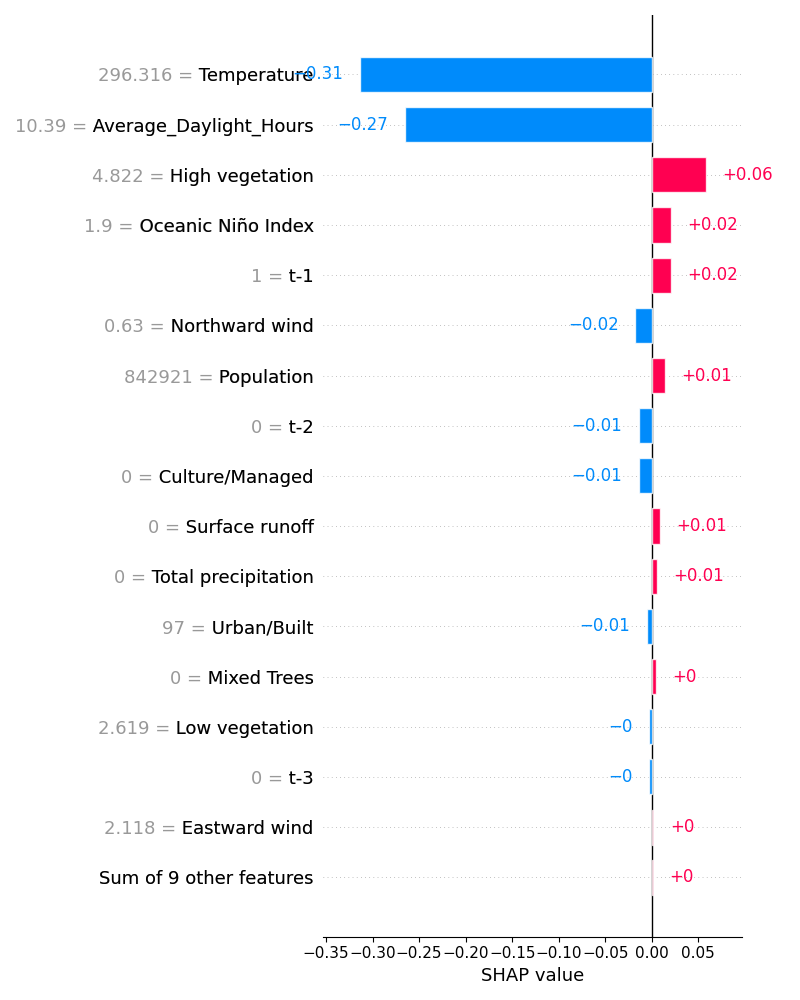 296.316 = Temperature −0.31
10.39 = Average_Daylight_Hours −0.27
4.822 = High vegetation +0.06
1.9 = Oceanic Niño Index +0.02
1 = t-1 +0.02
0.63 = Northward wind −0.02
842921 = Population +0.01
0 = t-2 −0.01
0 = Culture/Managed −0.01
0 = Surface runoff +0.01
0 = Total precipitation +0.01
97 = Urban/Built −0.01
0 = Mixed Trees +0
2.619 = Low vegetation −0
0 = t-3 −0
2.118 = Eastward wind +0
Sum of 9 other features +0
−0.35 −0.30 −0.25 −0.20 −0.15 −0.10 −0.05 0.00 0.05
SHAP value